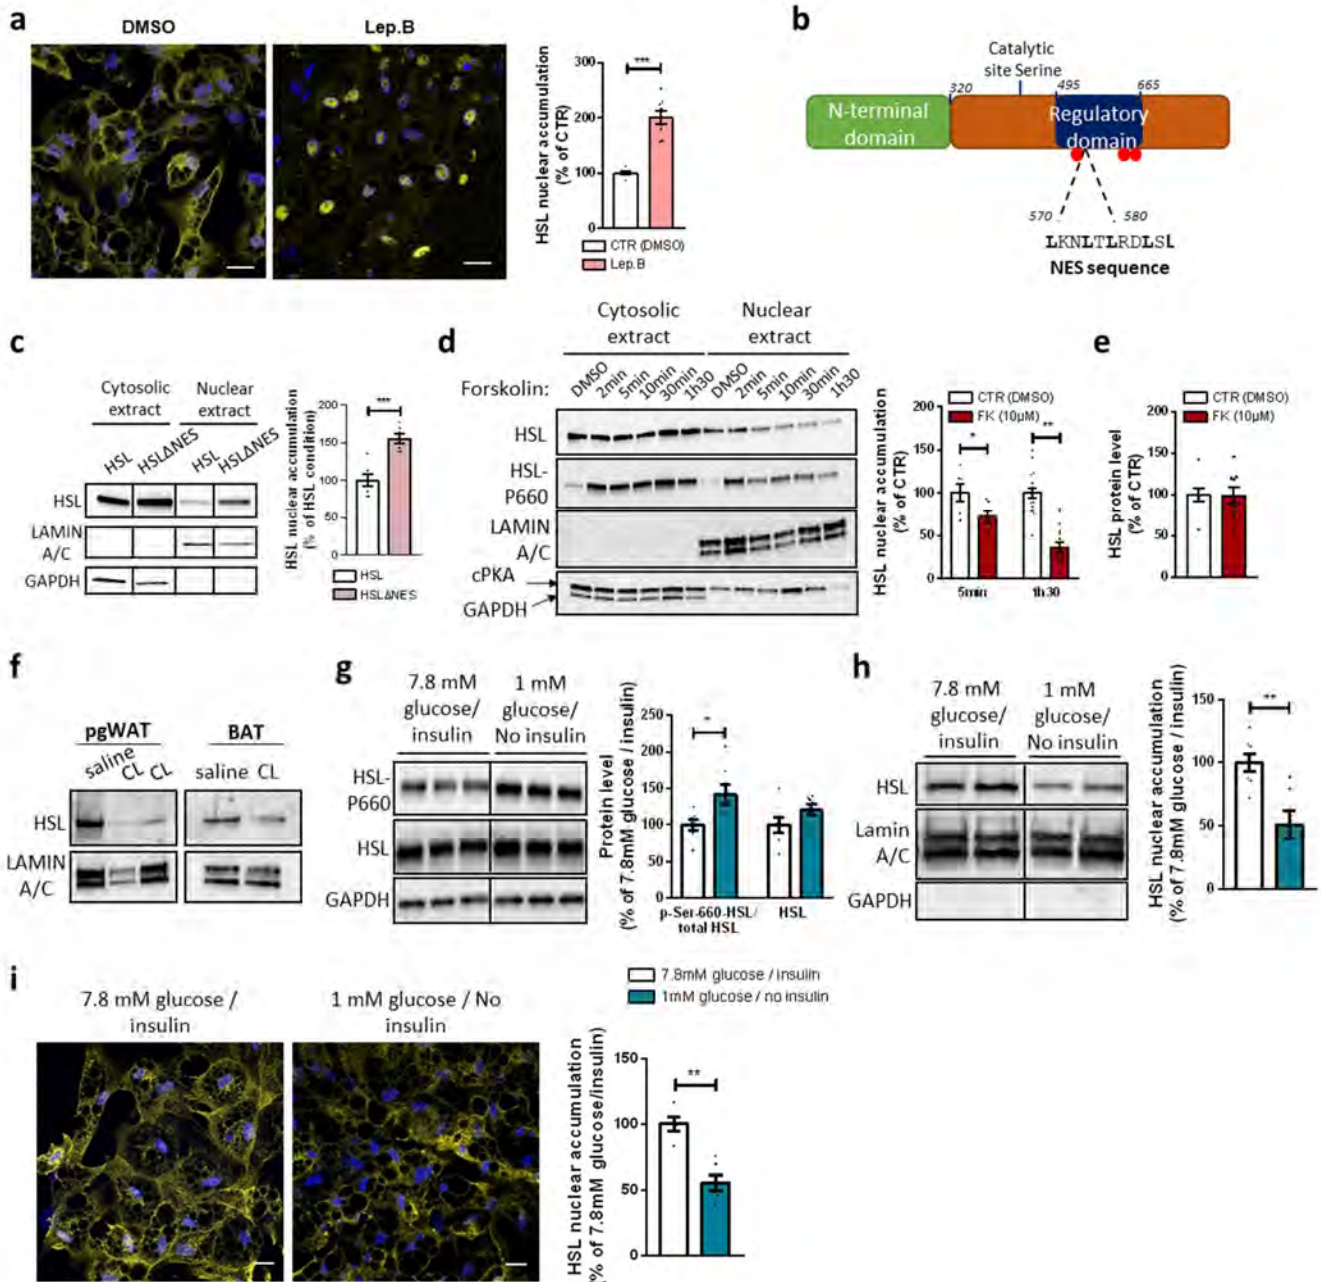 a
DMSO
Lep.B
HSL nuclear accumulation
(% of CTR)
300
200
100
0
***
CTR (DMSO)
Lep.B
b
Catalytic
site Serine
320
495
665
N-terminal
domain
Regulatory
domain
570
580
LKNLTLRDLSL
NES sequence
c
Cytosolic
extract
Nuclear
extract
HSL
HSLΔNES
HSL
HSLΔNES
HSL
LAMIN
A/C
GAPDH
HSL nuclear accumulation
(% of HSL condition)
200
150
100
50
0
***
HSL
HSLΔNES
d
Cytosolic
extract
Nuclear
extract
Forskolin:
DMSO
2min
5min
10min
30min
1h30
DMSO
2min
5min
10min
30min
1h30
HSL
HSL-
P660
LAMIN
A/C
cPKA
GAPDH
CTR (DMSO)
FK (10µM)
HSL nuclear accumulation
(% of CTR)
200
150
100
50
0
*
**
5min
1h30
e
CTR (DMSO)
FK (10µM)
HSL protein level
(% of CTR)
200
150
100
50
0
f
pgWAT
BAT
saline
CL
CL
saline
CL
HSL
LAMIN
A/C
g
7.8 mM
glucose/
insulin
1 mM
glucose/
No insulin
HSL-
P660
HSL
GAPDH
Protein level
(% of 7.8mM glucose / insulin)
250
200
150
100
50
0
*
p-Ser-660-HSL/
total HSL
HSL
7.8mM glucose / insulin
1mM glucose / no insulin
h
7.8 mM
glucose/
insulin
1 mM
glucose/
No insulin
HSL
Lamin
A/C
GAPDH
HSL nuclear accumulation
(% of 7.8mM glucose / insulin)
150
100
50
0
**
i
7.8 mM glucose /
insulin
1 mM glucose / No
insulin
HSL nuclear accumulation
(% of 7.8mM glucose/insulin)
150
100
50
0
**